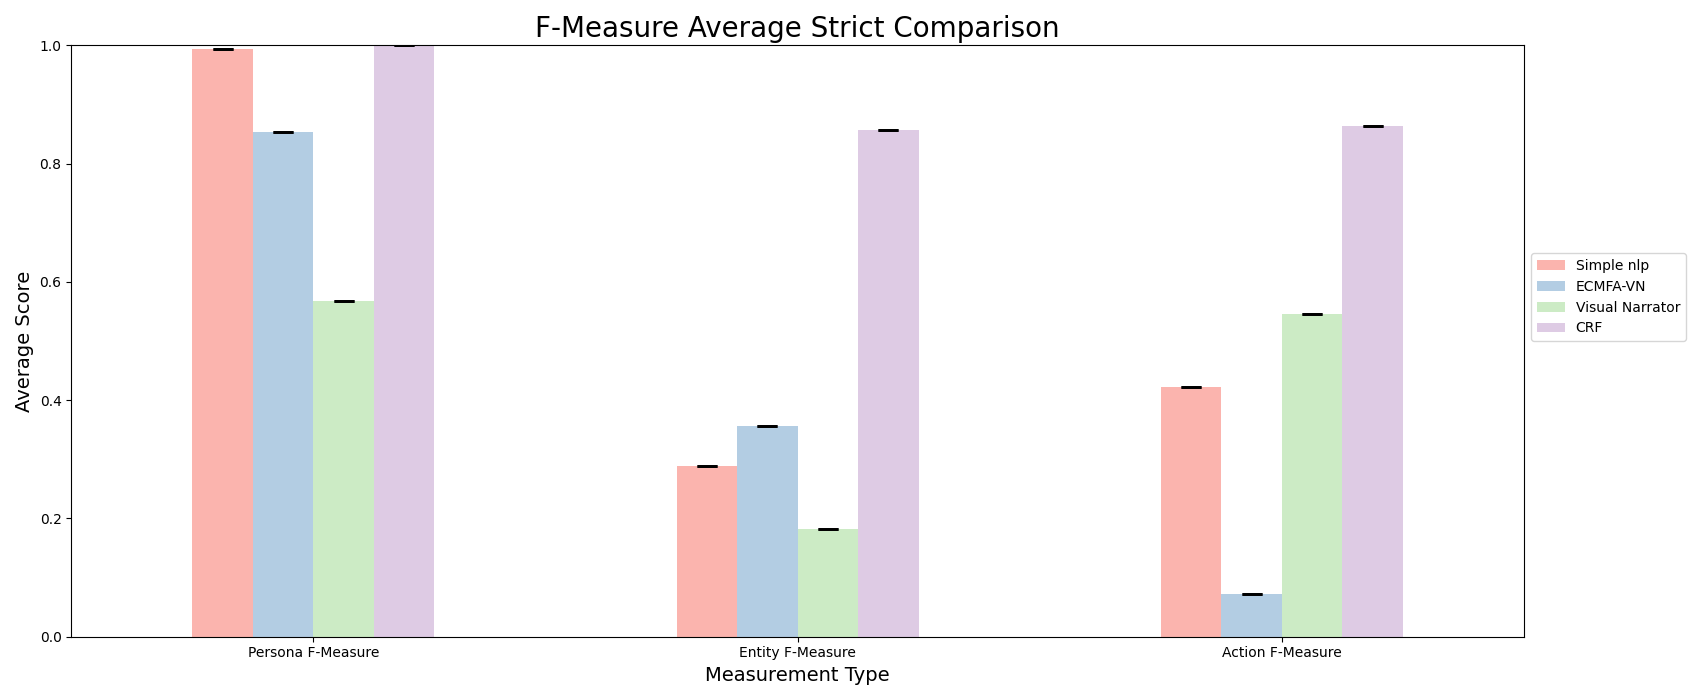 F-Measure Average Strict Comparison
Average Score
1.0
0.8
0.6
0.4
0.2
0.0
Persona F-Measure
Entity F-Measure
Action F-Measure
Measurement Type
Simple nlp
ECMFA-VN
Visual Narrator
CRF